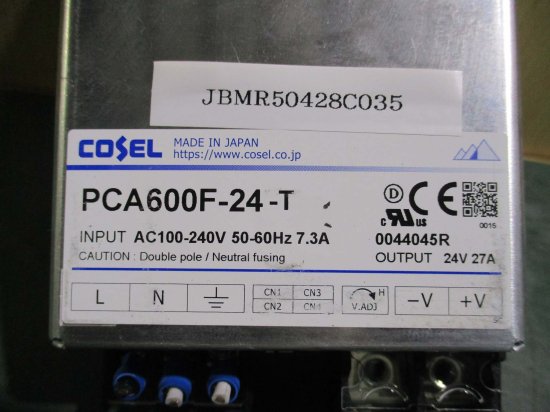 JBMR50428C035
COSEL MADE IN JAPAN
https://www.cosel.co.jp
PCA600F-24-T
0015
INPUT AC100-240V 50-60Hz 7.3A 0044045R
CAUTION : Double pole / Neutral fusing OUTPUT 24V 27A
L N CN1 CN3 H -V +V
CN2 CN4 V.ADJ